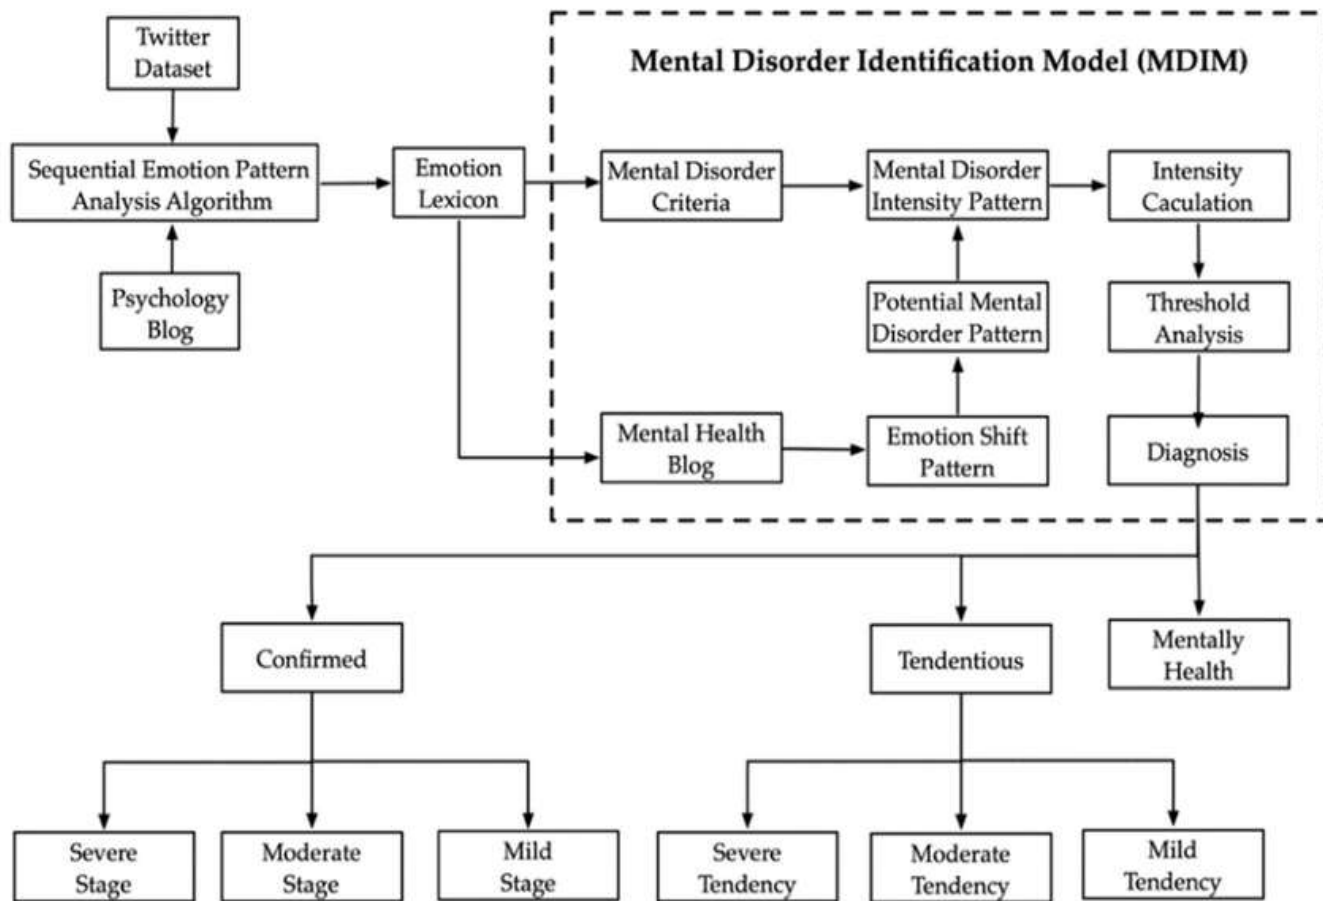 Twitter
Dataset
Mental Disorder Identification Model (MDIM)
Sequential Emotion Pattern
Analysis Algorithm
Emotion
Lexicon
Mental Disorder
Criteria
Mental Disorder
Intensity Pattern
Intensity
Caculation
Psychology
Blog
Potential Mental
Disorder Pattern
Threshold
Analysis
Mental Health
Blog
Emotion Shift
Pattern
Diagnosis
Confirmed
Tendentious
Mentally
Health
Severe
Stage
Moderate
Stage
Mild
Stage
Severe
Tendency
Moderate
Tendency
Mild
Tendency